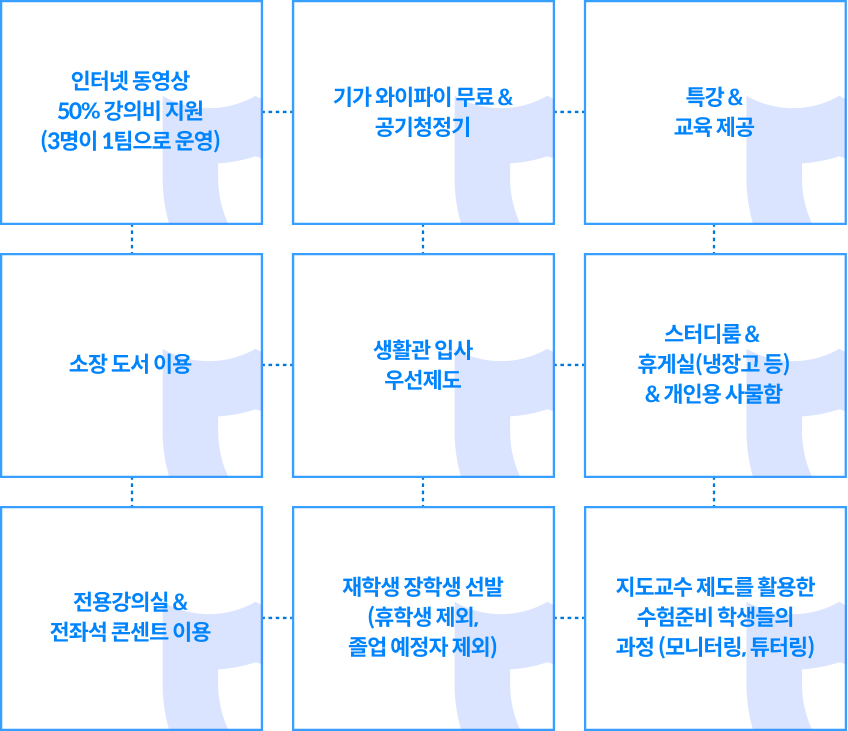 인터넷 동영상
50% 강의비 지원
(3명이 1팀으로 운영)
기가 와이파이 무료 &
공기청정기
특강 &
교육 제공
소장 도서 이용
생활관 입사
우선제도
스터디룸 &
휴게실(냉장고 등)
& 개인용 사물함
전용강의실 &
전좌석 콘센트 이용
재학생 장학생 선발
(휴학생 제외,
졸업 예정자 제외)
지도교수 제도를 활용한
수험준비 학생들의
과정 (모니터링, 튜터링)